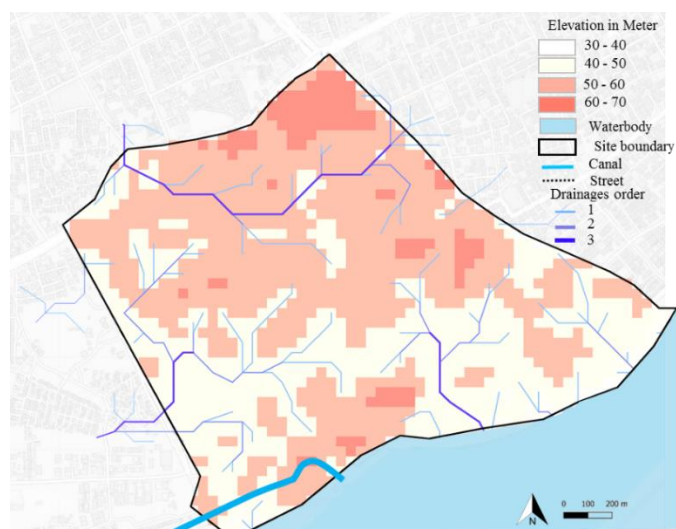 Elevation in Meter
30 - 40
40 - 50
50 - 60
60 - 70
Waterbody
Site boundary
Canal
Street
Drainages order
1
2
3
N
0 100 200 m